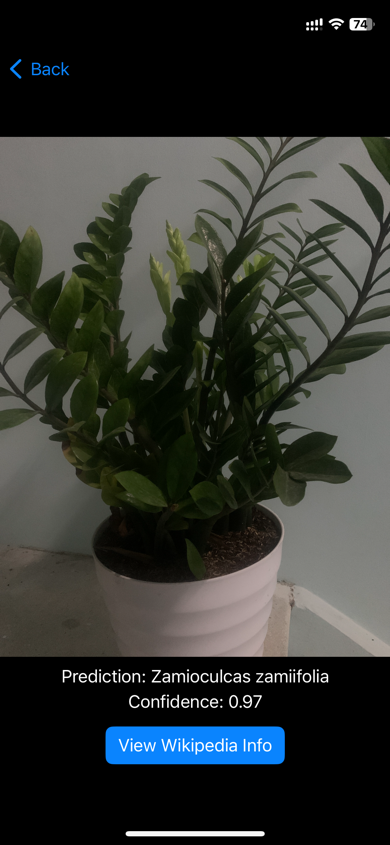 74
Back
Prediction: Zamioculcas zamiifolia
Confidence: 0.97
View Wikipedia Info